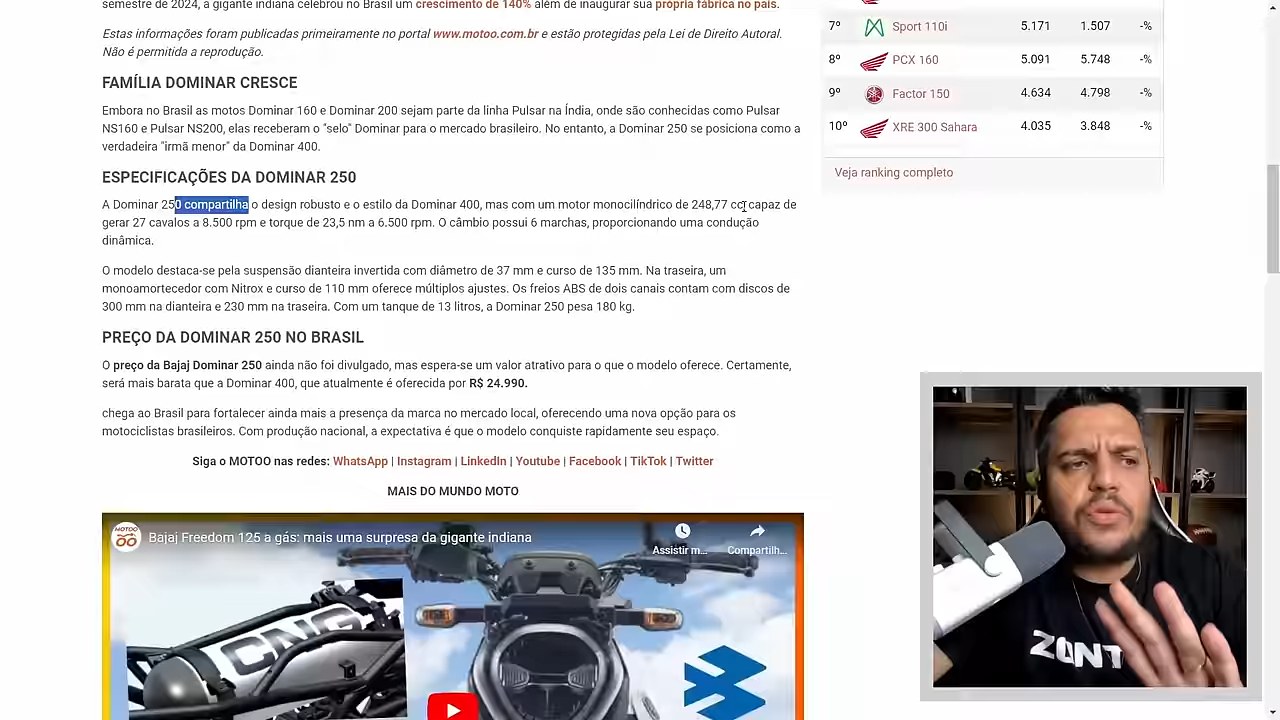 semestre de 2024, a gigante indiana celebrou no Brasil um crescimento de 140% além de inaugurar sua própria fábrica no país.
Estas informações foram publicadas primeiramente no portal www.motoo.com.br e estão protegidas pela Lei de Direito Autoral.
Não é permitida a reprodução.
FAMÍLIA DOMINAR CRESCE
Embora no Brasil as motos Dominar 160 e Dominar 200 sejam parte da linha Pulsar na Índia, onde são conhecidas como Pulsar
NS160 e Pulsar NS200, elas receberam o "selo" Dominar para o mercado brasileiro. No entanto, a Dominar 250 se posiciona como a
verdadeira "irmã menor" da Dominar 400.
ESPECIFICAÇÕES DA DOMINAR 250
A Dominar 250 compartilha o design robusto e o estilo da Dominar 400, mas com um motor monocilíndrico de 248,77 cc capaz de
gerar 27 cavalos a 8.500 rpm e torque de 23,5 nm a 6.500 rpm. O câmbio possui 6 marchas, proporcionando uma condução
dinâmica.
O modelo destaca-se pela suspensão dianteira invertida com diâmetro de 37 mm e curso de 135 mm. Na traseira, um
monoamortecedor com Nitrox e curso de 110 mm oferece múltiplos ajustes. Os freios ABS de dois canais contam com discos de
300 mm na dianteira e 230 mm na traseira. Com um tanque de 13 litros, a Dominar 250 pesa 180 kg.
PREÇO DA DOMINAR 250 NO BRASIL
O preço da Bajaj Dominar 250 ainda não foi divulgado, mas espera-se um valor atrativo para o que o modelo oferece. Certamente,
será mais barata que a Dominar 400, que atualmente é oferecida por R$ 24.990.
chega ao Brasil para fortalecer ainda mais a presença da marca no mercado local, oferecendo uma nova opção para os
motociclistas brasileiros. Com produção nacional, a expectativa é que o modelo conquiste rapidamente seu espaço.
Siga o MOTOO nas redes: WhatsApp | Instagram | LinkedIn | Youtube | Facebook | TikTok | Twitter
MAIS DO MUNDO MOTO
MOTOO
Bajaj Freedom 125 a gás: mais uma surpresa da gigante indiana
Assistir m...
Compartilh...
CNG
7º Sport 110i 5.171 1.507 -%
8º PCX 160 5.091 5.748 -%
9º Factor 150 4.634 4.798 -%
10º XRE 300 Sahara 4.035 3.848 -%
Veja ranking completo
ZONT